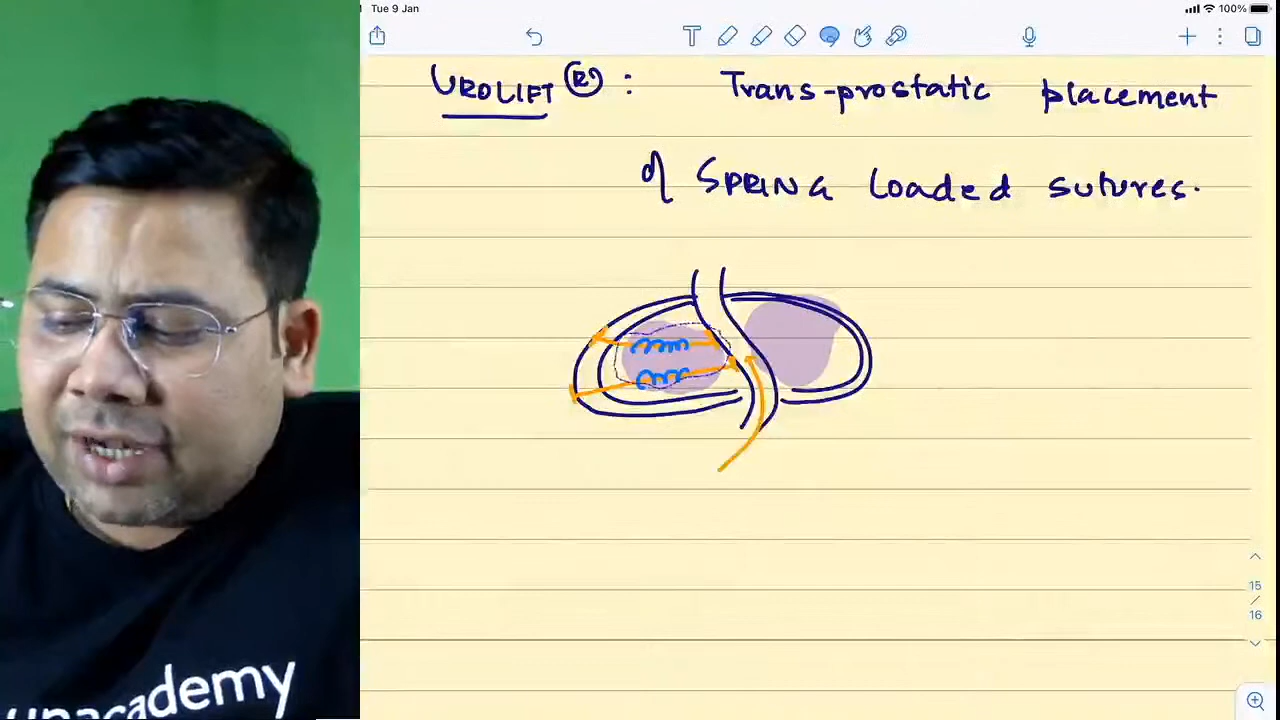 Tue 9 Jan
100%
T
UROLIFT ® : Trans-prostatic placement
of SPRING Loaded sutures.
15
16
unacademy